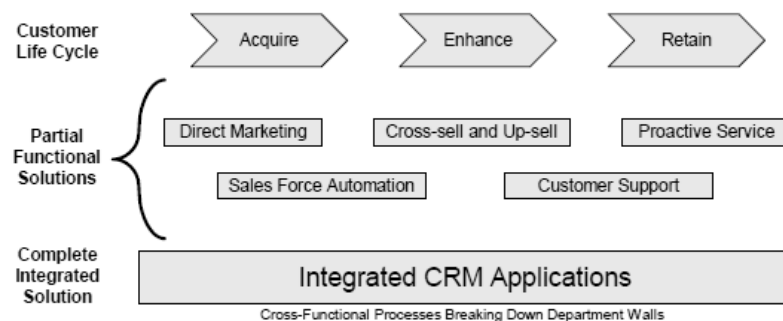 Customer
Life Cycle
Acquire
Enhance
Retain
Partial
Functional
Solutions
Direct Marketing
Cross-sell and Up-sell
Proactive Service
Sales Force Automation
Customer Support
Complete
Integrated
Solution
Integrated CRM Applications
Cross-Functional Processes Breaking Down Department Walls